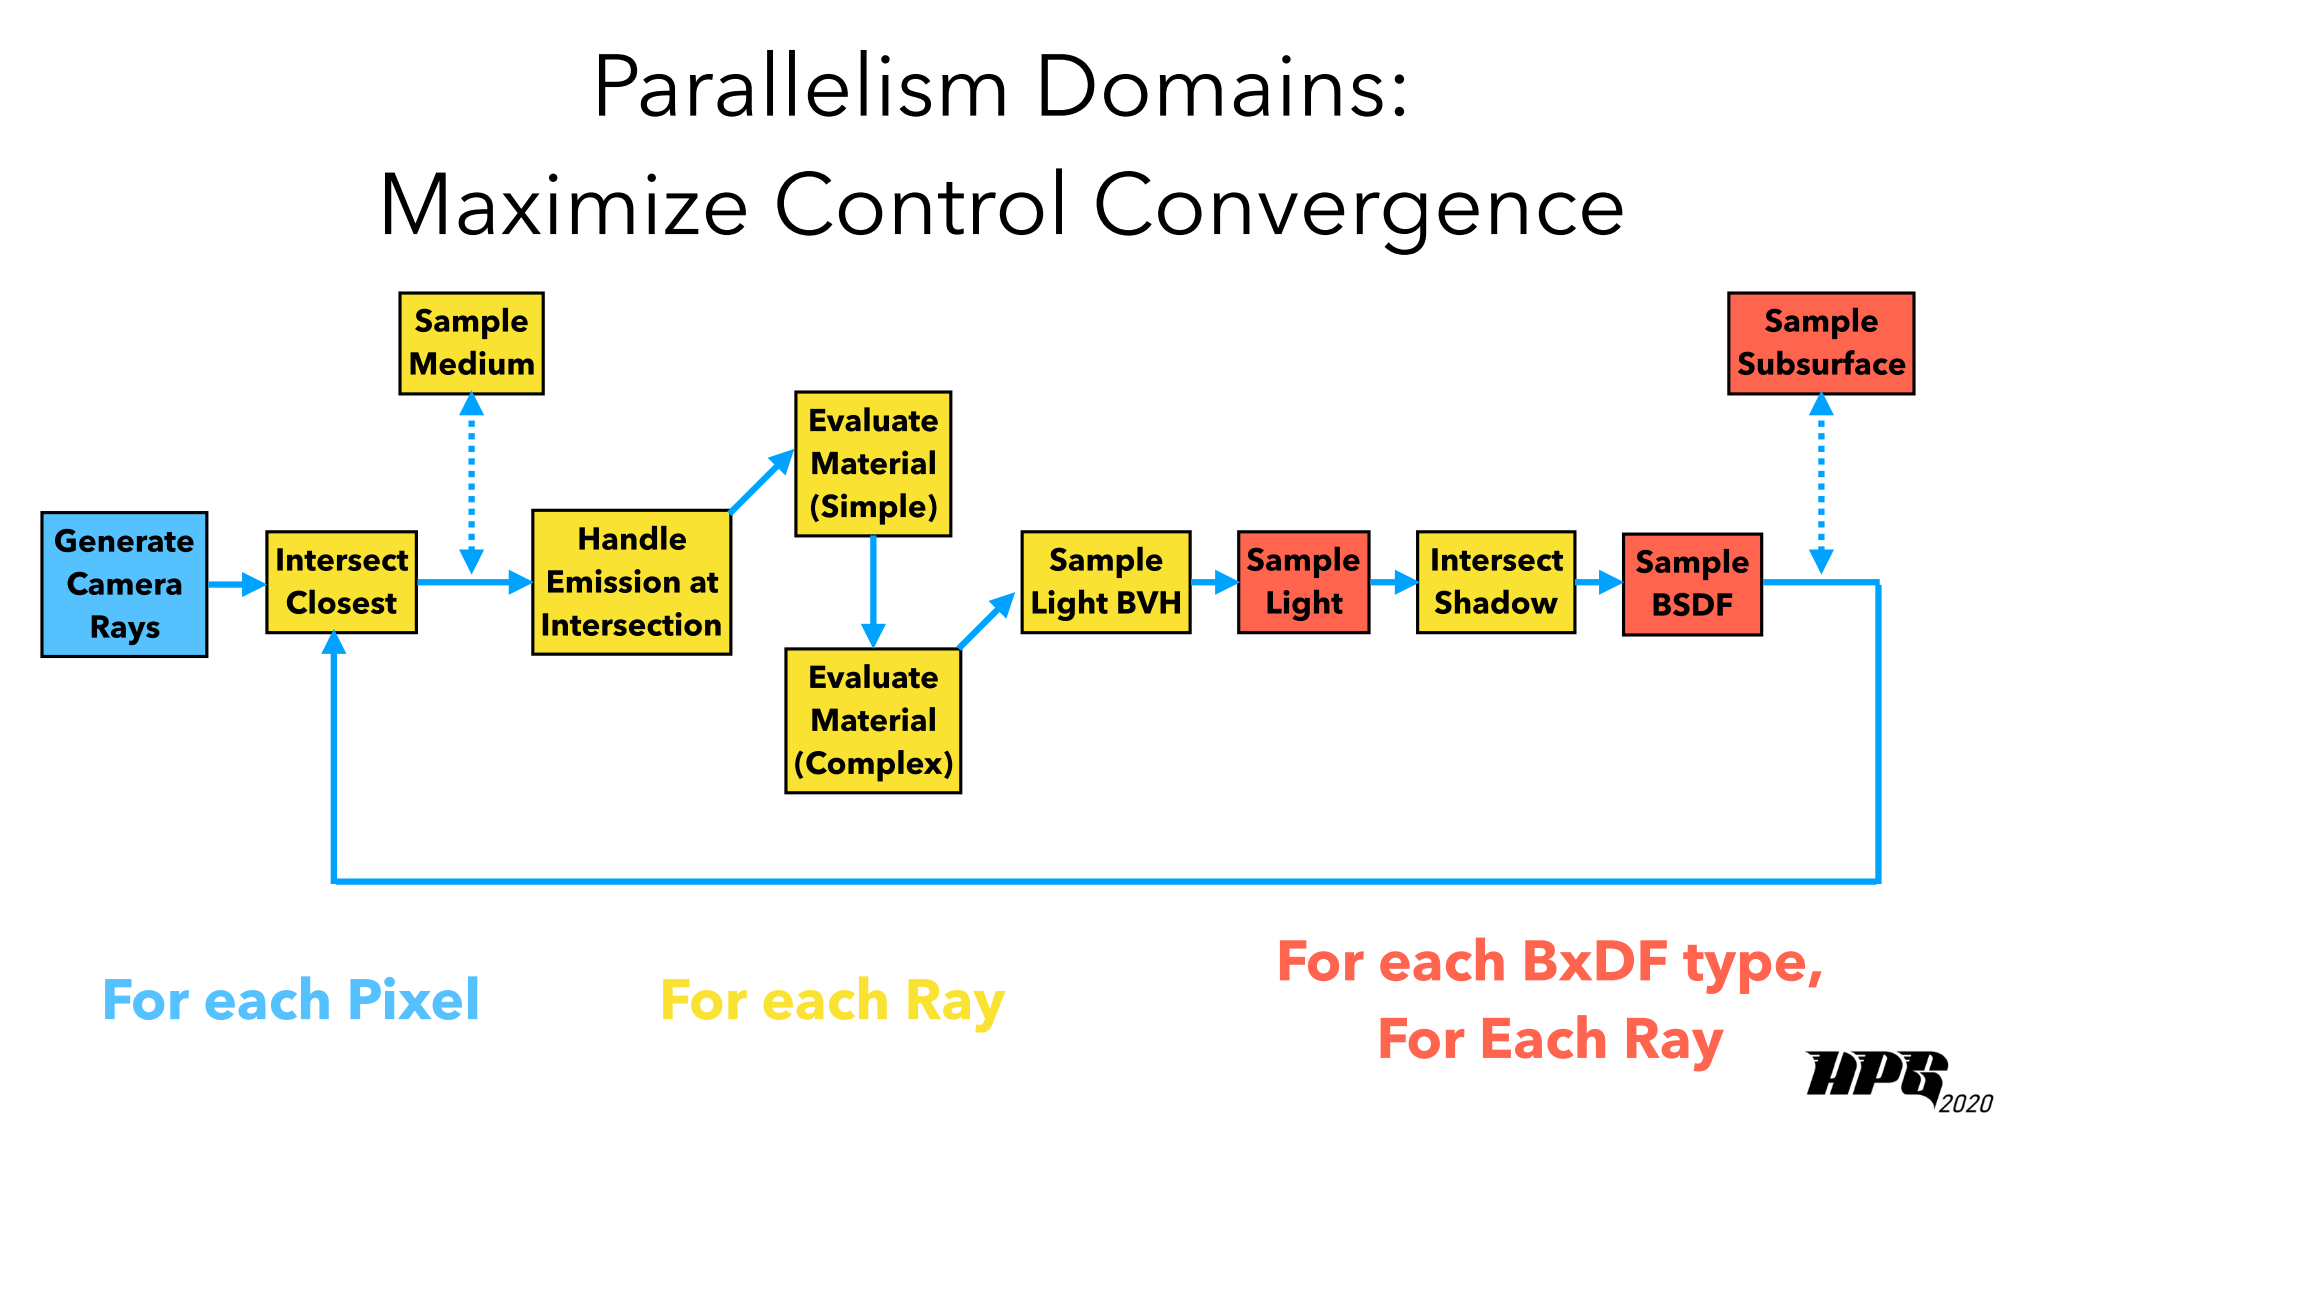 Parallelism Domains:
Maximize Control Convergence
Sample
Medium
Sample
Subsurface
Evaluate
Material
(Simple)
Generate
Camera
Rays
Intersect
Closest
Handle
Emission at
Intersection
Sample
Light BVH
Sample
Light
Intersect
Shadow
Sample
BSDF
Evaluate
Material
(Complex)
For each Pixel
For each Ray
For each BxDF type,
For Each Ray
HPG
2020